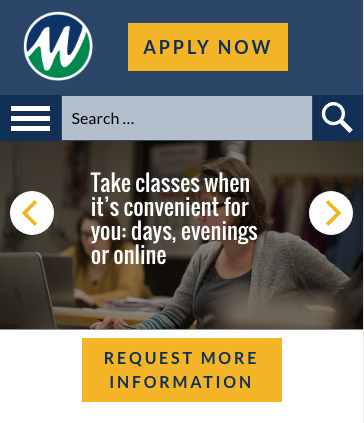 APPLY NOW
Search ...
Take classes when
it's convenient for
you: days, evenings
or online
REQUEST MORE
INFORMATION